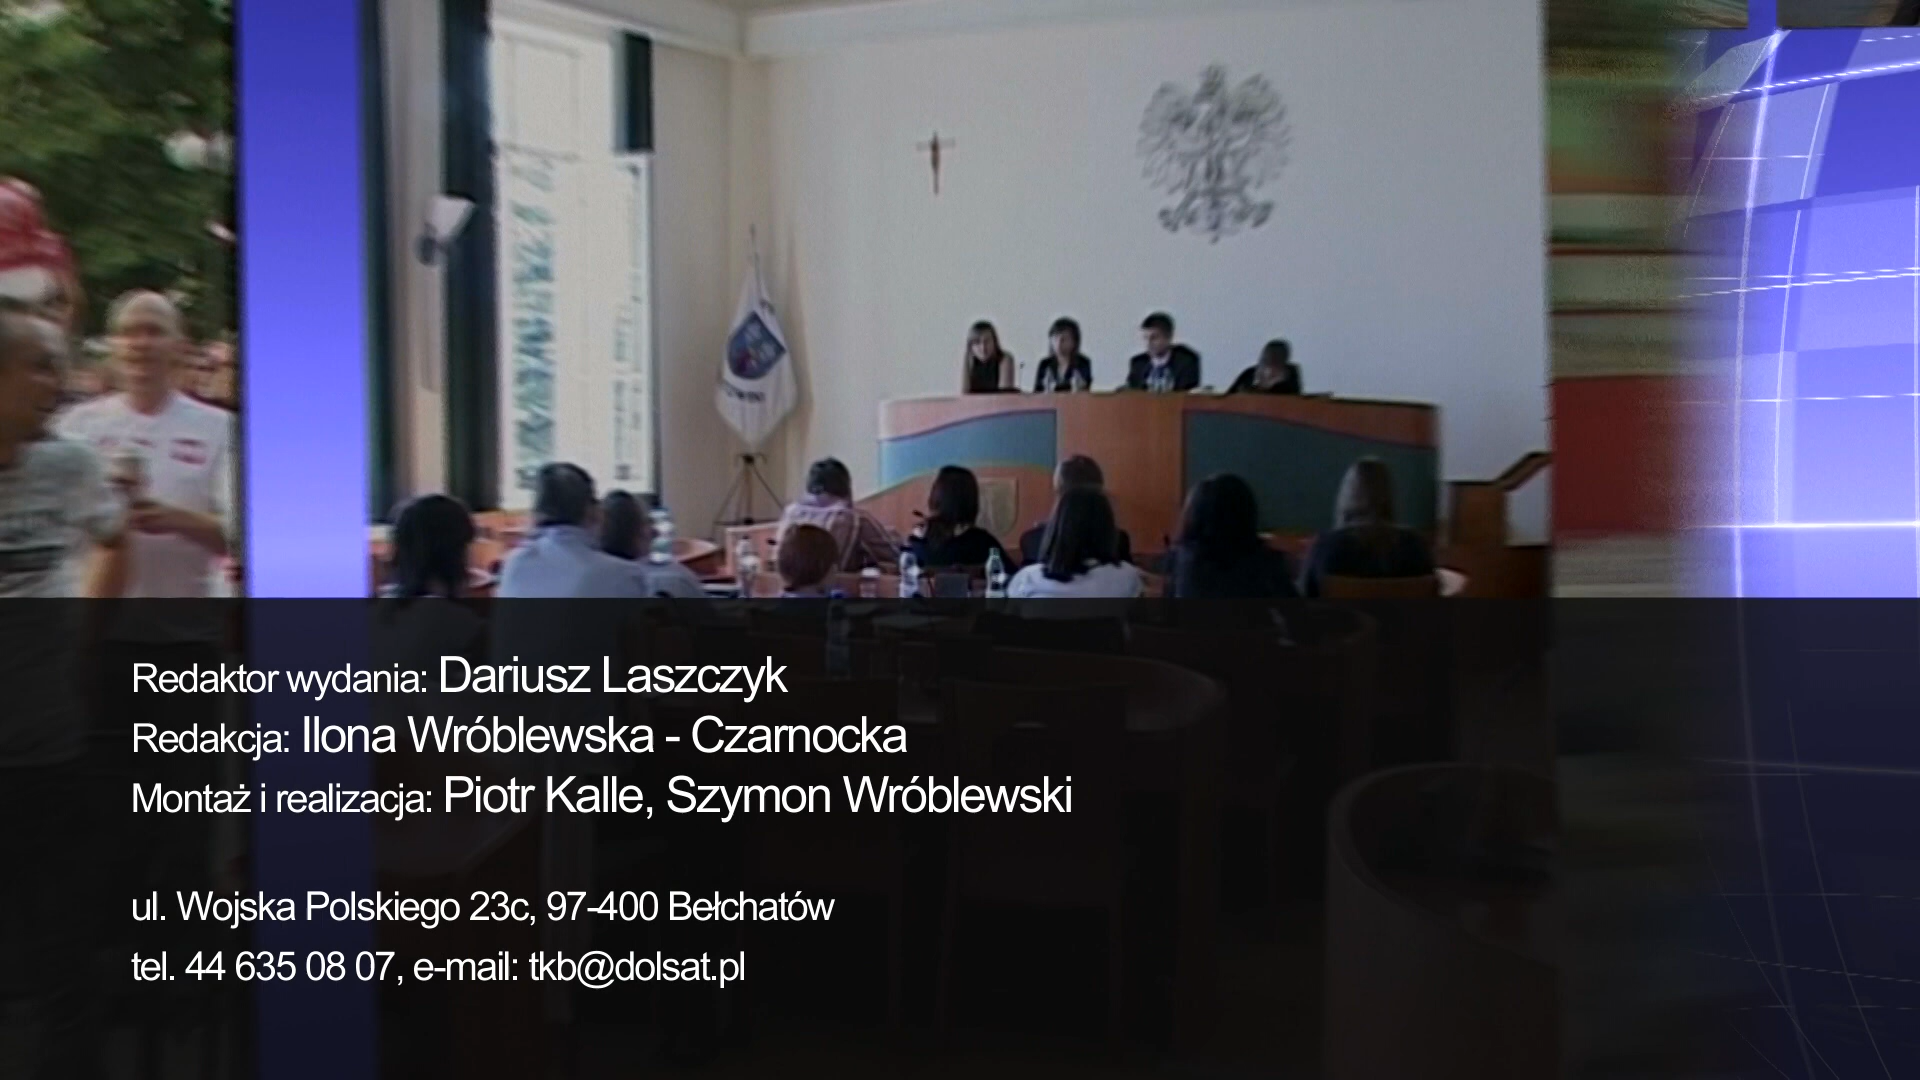 Redaktor wydania: Dariusz Laszczyk
Redakcja: Ilona Wróblewska - Czarnocka
Montaż i realizacja: Piotr Kalle, Szymon Wróblewski
ul. Wojska Polskiego 23c, 97-400 Bełchatów
tel. 44 635 08 07, e-mail: tkb@dolsat.pl